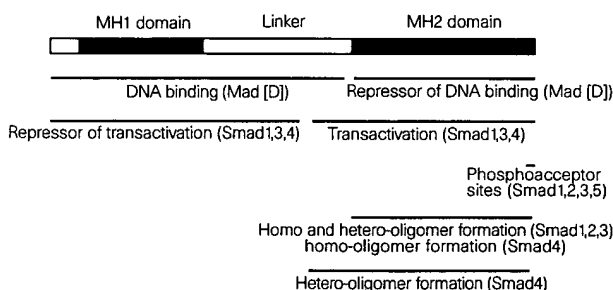 MH1 domain Linker MH2 domain
DNA binding (Mad [D]) Repressor of DNA binding (Mad [D])
Repressor of transactivation (Smad1,3,4) Transactivation (Smad1,3,4)
Phosphoacceptor
sites (Smad1,2,3,5)
Homo and hetero-oligomer formation (Smad1,2,3)
homo-oligomer formation (Smad4)
Hetero-oligomer formation (Smad4)